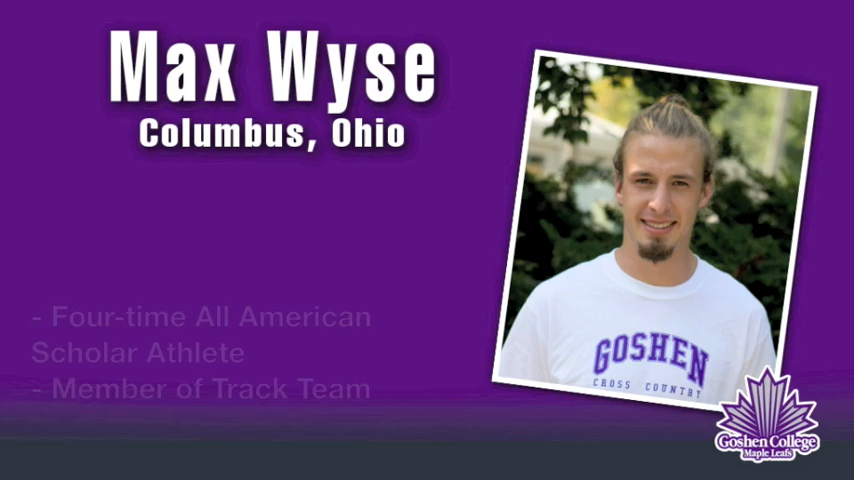 Max Wyse
Columbus, Ohio
- Four-time All American
Scholar Athlete
- Member of Track Team
GOSHEN
CROSS COUNTRY
Goshen College
Maple Leafs